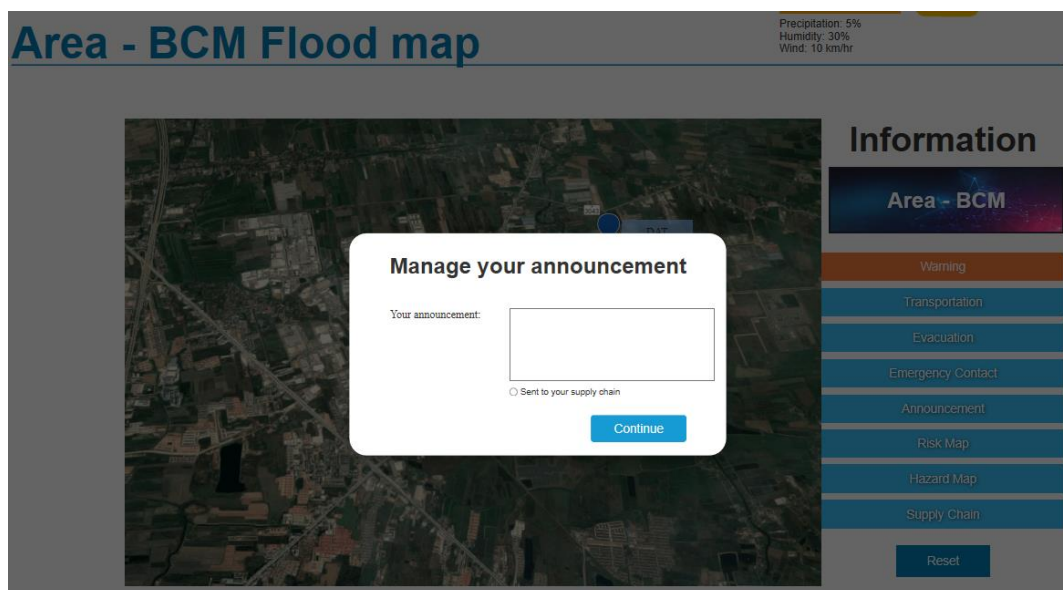 Area - BCM Flood map
Precipitation: 5%
Humidity: 30%
Wind: 10 km/hr
Information
Area - BCM
Manage your announcement
Your announcement:
Sent to your supply chain
Continue
Warning
Transportation
Evacuation
Emergency Contact
Announcement
Risk Map
Hazard Map
Supply Chain
Reset